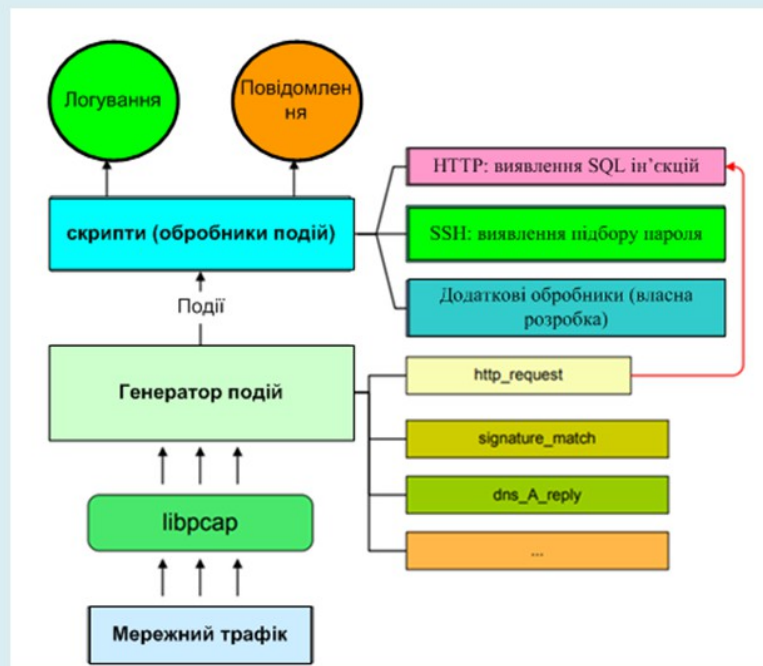 Логування
Повідомлен
ня
скрипти (обробники подій)
HTTP: виявлення SQL ін’єкцій
SSH: виявлення підбору пароля
Додаткові обробники (власна
розробка)
Події
Генератор подій
http_request
signature_match
dns_A_reply
...
libpcap
Мережний трафік